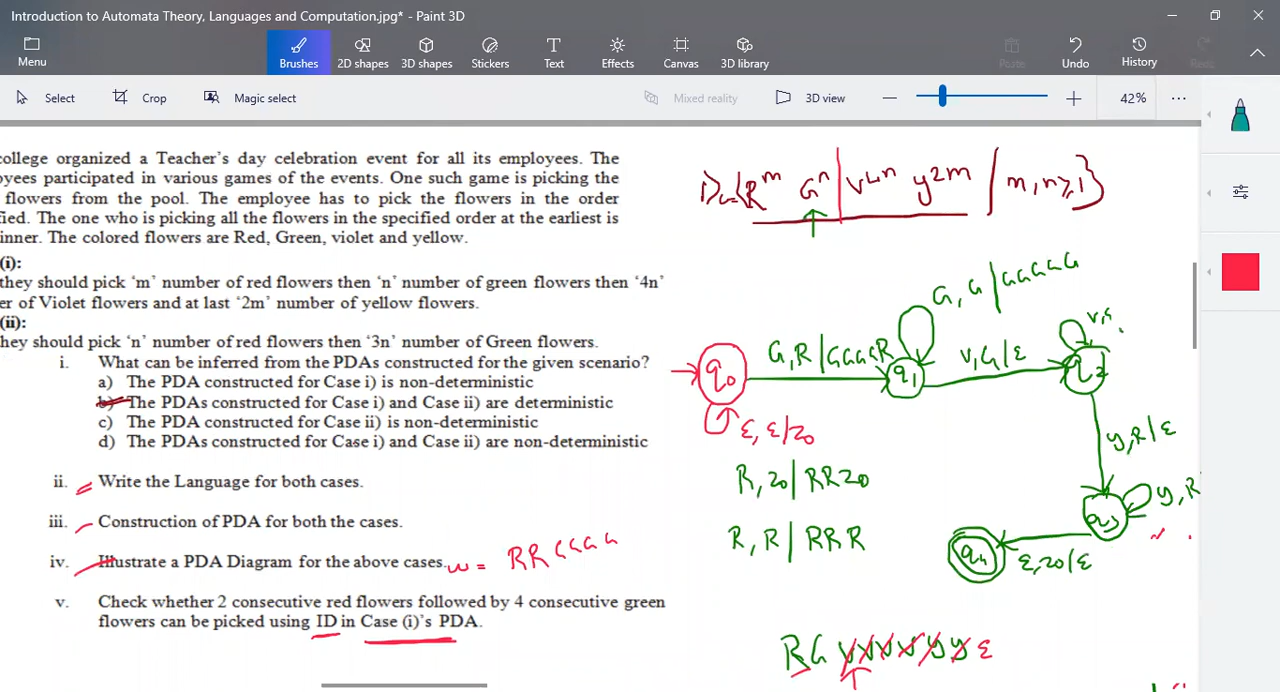 Introduction to Automata Theory, Languages and Computation.jpg* - Paint 3D
Menu
Brushes
2D shapes
3D shapes
Stickers
Text
Effects
Canvas
3D library
Paste
Undo
History
Redo
Select
Crop
Magic select
Mixed reality
3D view
42%
college organized a Teacher's day celebration event for all its employees. The
oyees participated in various games of the events. One such game is picking the
flowers from the pool. The employee has to pick the flowers in the order
fied. The one who is picking all the flowers in the specified order at the earliest is
inner. The colored flowers are Red, Green, violet and yellow.
(i):
they should pick 'm' number of red flowers then 'n' number of green flowers then '4n'
er of Violet flowers and at last '2m' number of yellow flowers.
(ii):
hey should pick 'n' number of red flowers then '3n' number of Green flowers.
i. What can be inferred from the PDAs constructed for the given scenario?
a) The PDA constructed for Case i) is non-deterministic
b) The PDAs constructed for Case i) and Case ii) are deterministic
c) The PDA constructed for Case ii) is non-deterministic
d) The PDAs constructed for Case i) and Case ii) are non-deterministic
ii. Write the Language for both cases.
iii. Construction of PDA for both the cases.
iv. Illustrate a PDA Diagram for the above cases.
w = RRGGGG
v. Check whether 2 consecutive red flowers followed by 4 consecutive green
flowers can be picked using ID in Case (i)'s PDA.
L={R^m G^n | V^4n y^2m | m,n≥1}
G, G/GGGGG
G,R/GGGGR
V,G/ε
V,G
q0
q1
q2
ε, ε/z0
y,R/ε
R, z0/RRz0
y,R
q3
R, R/RRR
q4
ε,z0/ε
RG VVVV yy ε